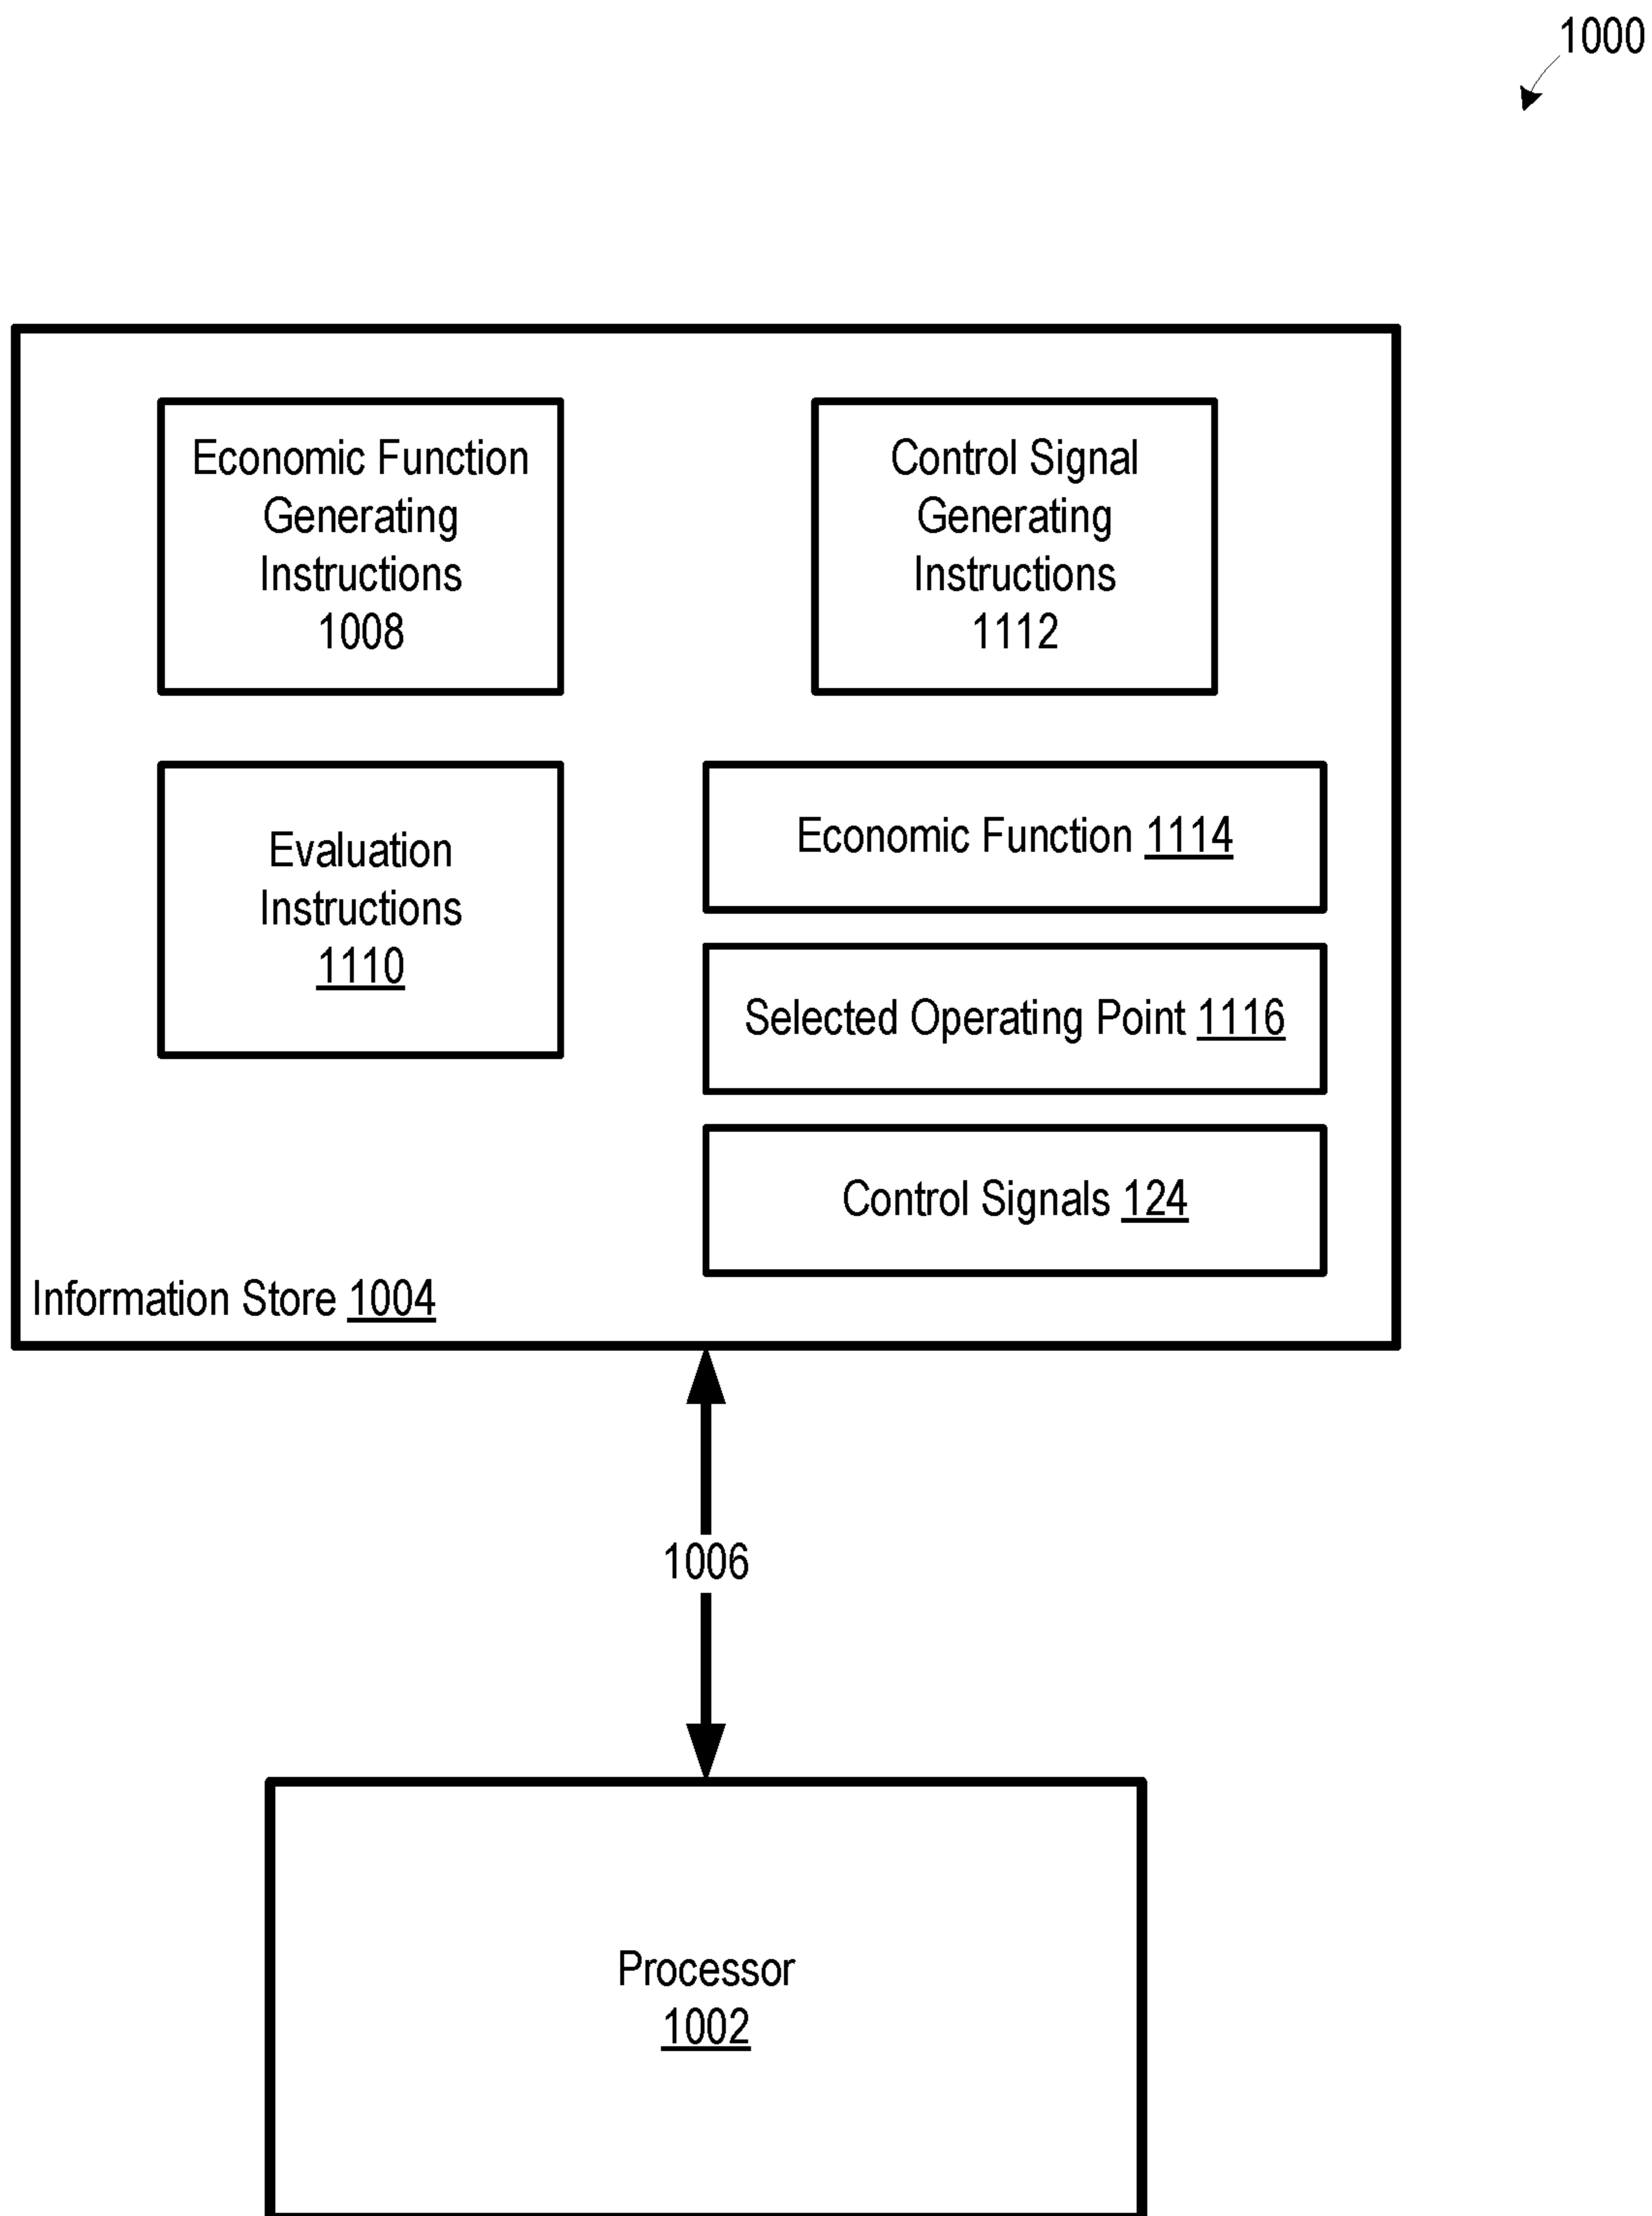 1000
Economic Function
Generating
Instructions
1008
Control Signal
Generating
Instructions
1112
Evaluation
Instructions
1110
Economic Function 1114
Selected Operating Point 1116
Control Signals 124
Information Store 1004
1006
Processor
1002